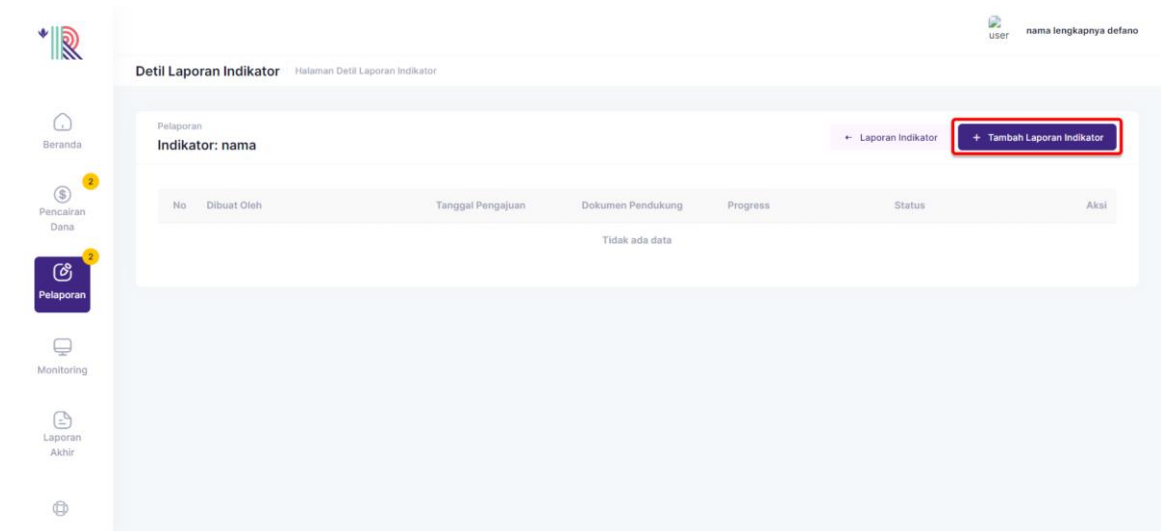 user nama lengkapnya defano
Detil Laporan Indikator Halaman Detil Laporan Indikator
Beranda
2
Pencairan
Dana
2
Pelaporan
Monitoring
Laporan
Akhir
Pelaporan
Indikator: nama
← Laporan Indikator + Tambah Laporan Indikator
No Dibuat Oleh Tanggal Pengajuan Dokumen Pendukung Progress Status Aksi
Tidak ada data